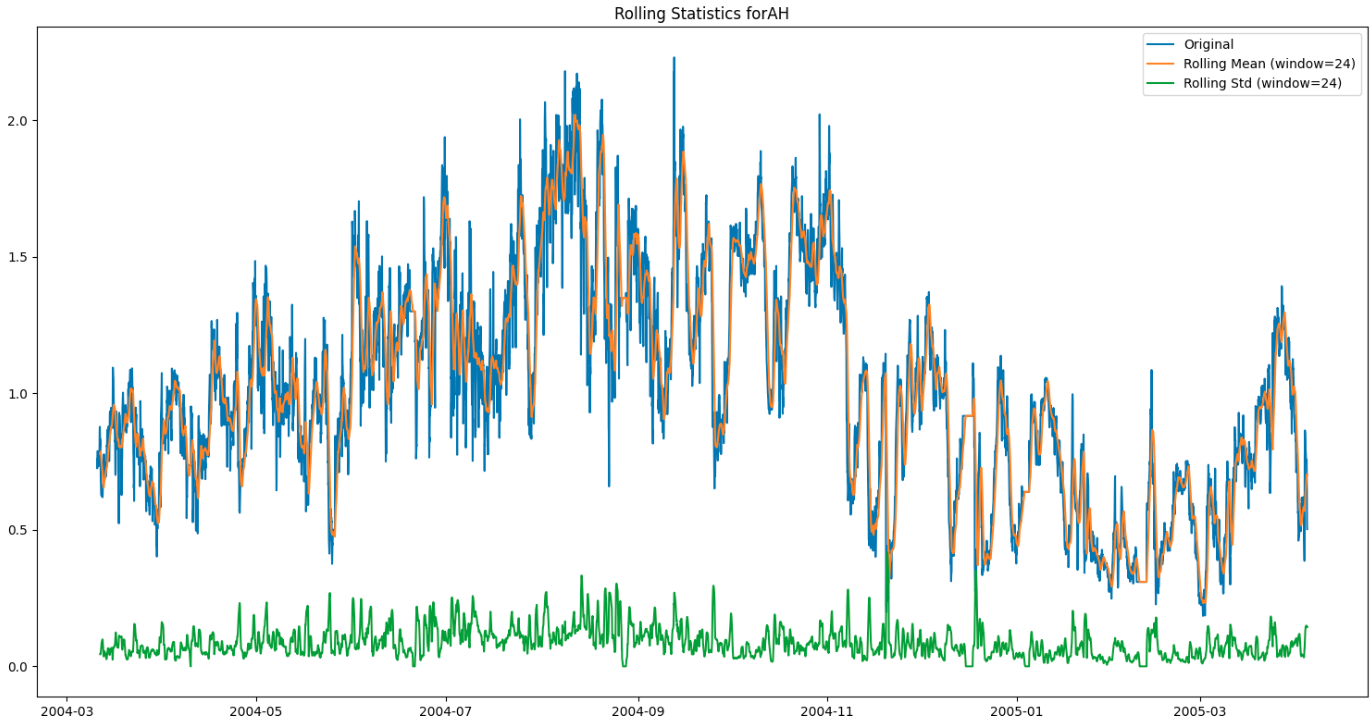 Rolling Statistics forAH
Original
Rolling Mean (window=24)
Rolling Std (window=24)
2.0
1.5
1.0
0.5
0.0
2004-03 2004-05 2004-07 2004-09 2004-11 2005-01 2005-03